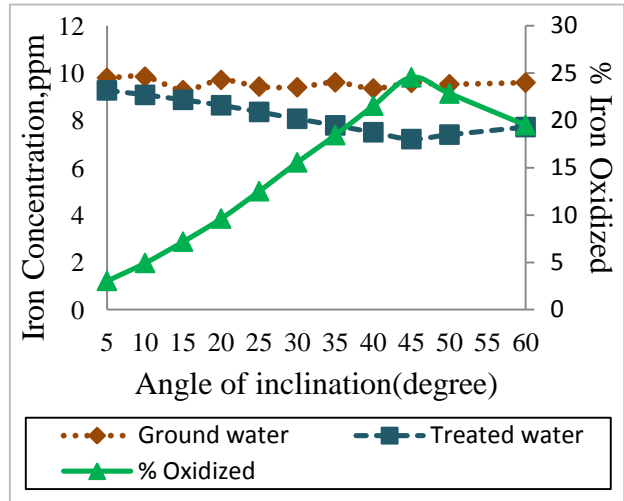 Iron Concentration,ppm
12
10
8
6
4
2
0
30
25
20
15
10
5
0
% Iron Oxidized
5 10 15 20 25 30 35 40 45 50 55 60
Angle of inclination(degree)
Ground water
Treated water
% Oxidized